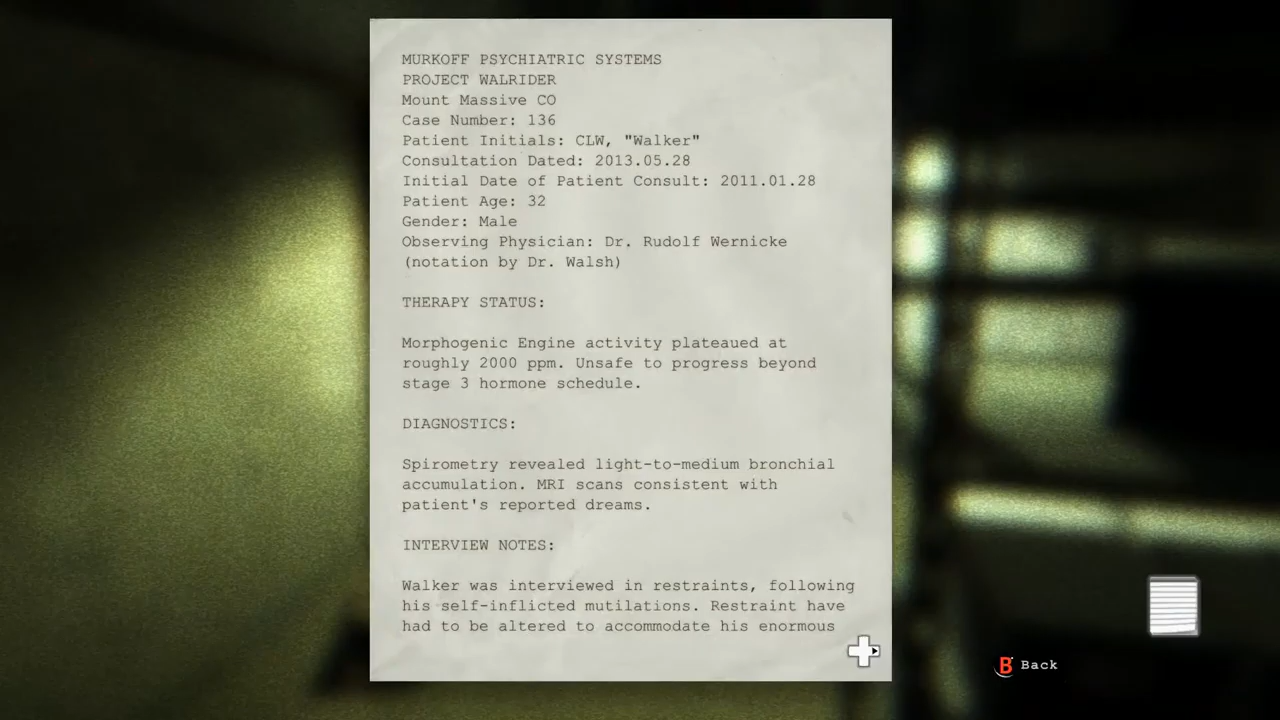 MURKOFF PSYCHIATRIC SYSTEMS
PROJECT WALRIDER
Mount Massive CO
Case Number: 136
Patient Initials: CLW, "Walker"
Consultation Dated: 2013.05.28
Initial Date of Patient Consult: 2011.01.28
Patient Age: 32
Gender: Male
Observing Physician: Dr. Rudolf Wernicke
(notation by Dr. Walsh)
THERAPY STATUS:
Morphogenic Engine activity plateaued at
roughly 2000 ppm. Unsafe to progress beyond
stage 3 hormone schedule.
DIAGNOSTICS:
Spirometry revealed light-to-medium bronchial
accumulation. MRI scans consistent with
patient's reported dreams.
INTERVIEW NOTES:
Walker was interviewed in restraints, following
his self-inflicted mutilations. Restraint have
had to be altered to accommodate his enormous
B Back